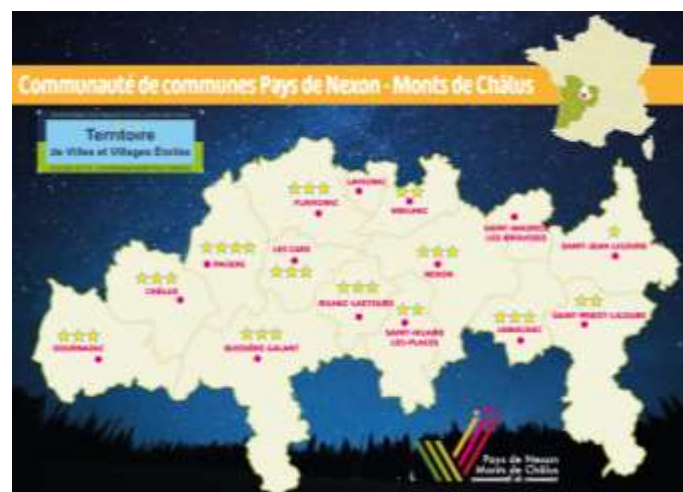 Communauté de communes Pays de Nexon - Monts de Châlus
Territoire
de Villes et Villages Étoilés
LAVIGNAC
FLAVIGNAC
MEILHAC
SAINT-MAURICE
LES-BROUSSES
SAINT-JEAN-LIGOURE
LES CARS
PAGEAS
NEXON
CHÂLUS
RILHAC-LASTOURS
SAINT-HILAIRE
LES-PLACES
SAINT-PRIEST-LIGOURE
JANAILHAC
DOURNAZAC
BUSSIÈRE-GALANT
Pays de Nexon
Monts de Châlus